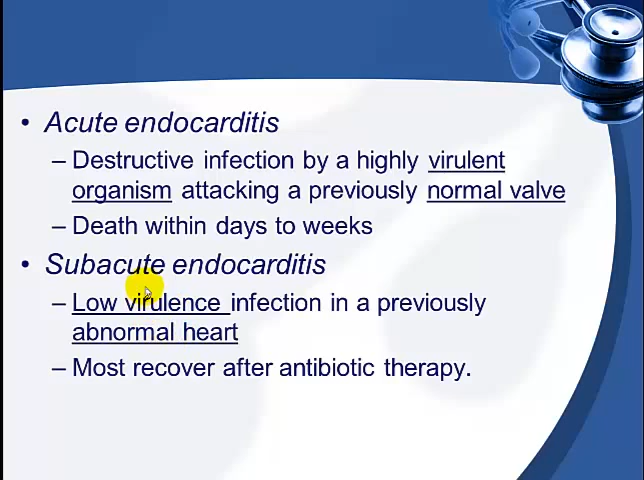 • Acute endocarditis
– Destructive infection by a highly virulent
organism attacking a previously normal valve
– Death within days to weeks
• Subacute endocarditis
– Low virulence infection in a previously
abnormal heart
– Most recover after antibiotic therapy.